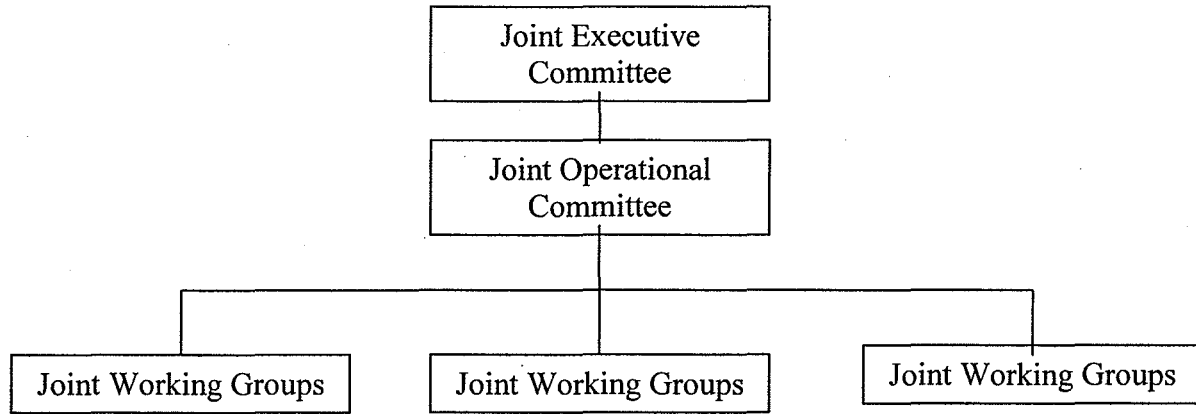 Joint Executive
Committee
Joint Operational
Committee
Joint Working Groups
Joint Working Groups
Joint Working Groups